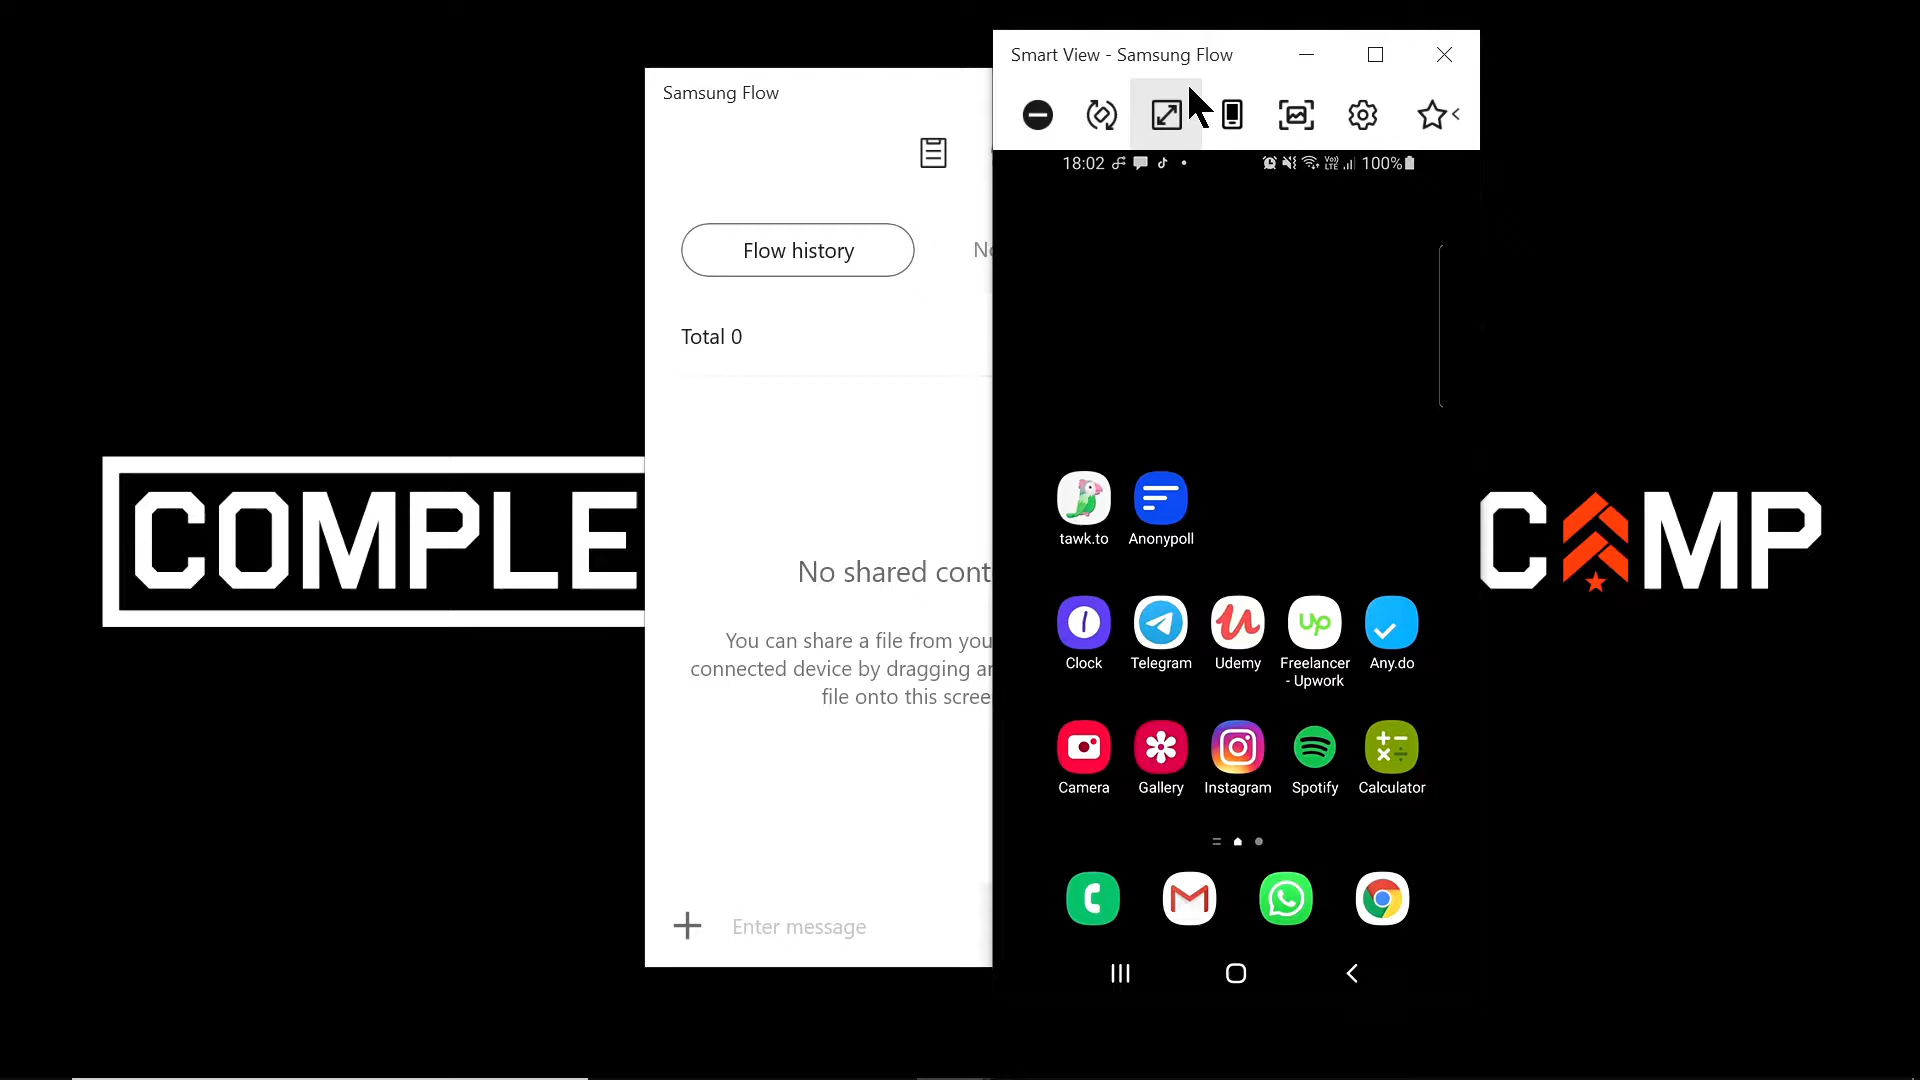 Smart View - Samsung Flow
Samsung Flow
18:02
100%
Flow history
Total 0
No shared cont
You can share a file from you
connected device by dragging
file onto this scree
Enter message
COMPLE
C MP
tawk.to Anonypoll
Clock Telegram Udemy Freelancer
- Upwork Any.do
Camera Gallery Instagram Spotify Calculator